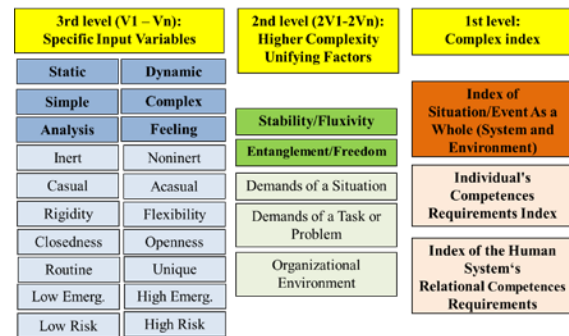 3rd level (V1 – Vn):
Specific Input Variables
Static
Dynamic
Simple
Complex
Analysis
Feeling
Inert
Noninert
Casual
Acasual
Rigidity
Flexibility
Closedness
Openness
Routine
Unique
Low Emerg.
High Emerg.
Low Risk
High Risk
2nd level (2V1-2Vn):
Higher Complexity
Unifying Factors
Stability/Fluxivity
Entanglement/Freedom
Demands of a Situation
Demands of a Task or
Problem
Organizational
Environment
1st level:
Complex index
Index of
Situation/Event As a
Whole (System and
Environment)
Individual's
Competences
Requirements Index
Index of the Human
System‘s
Relational Competences
Requirements